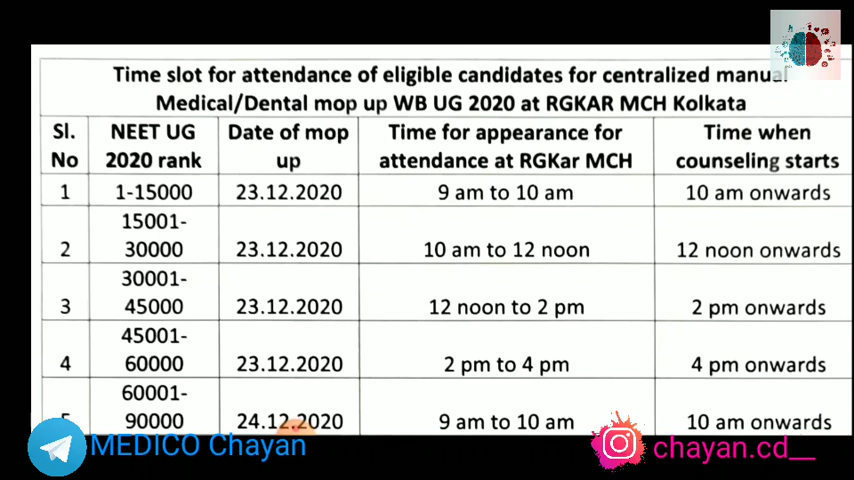 Time slot for attendance of eligible candidates for centralized manual
Medical/Dental mop up WB UG 2020 at RGKAR MCH Kolkata
Sl. No NEET UG 2020 rank Date of mop up Time for appearance for attendance at RGKar MCH Time when counseling starts
1 1-15000 23.12.2020 9 am to 10 am 10 am onwards
2 15001-30000 23.12.2020 10 am to 12 noon 12 noon onwards
3 30001-45000 23.12.2020 12 noon to 2 pm 2 pm onwards
4 45001-60000 23.12.2020 2 pm to 4 pm 4 pm onwards
5 60001-90000 24.12.2020 9 am to 10 am 10 am onwards
MEDICO Chayan
chayan.cd__